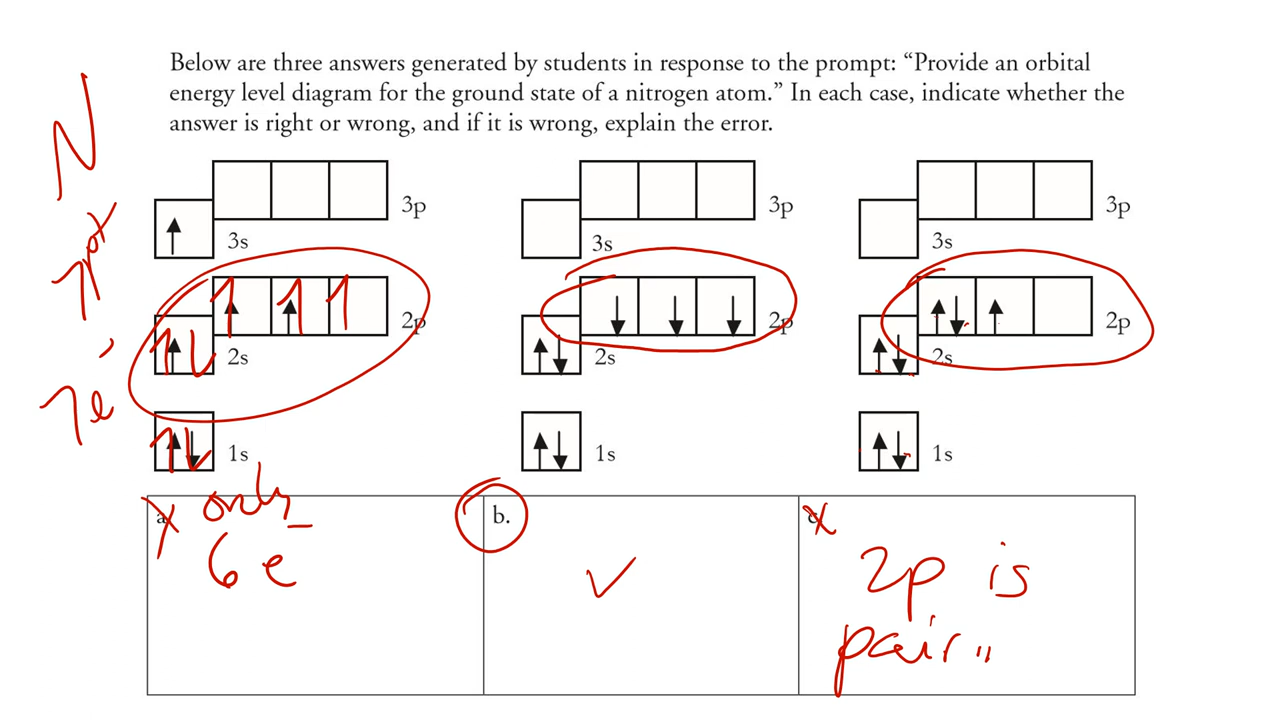 Below are three answers generated by students in response to the prompt: “Provide an orbital
energy level diagram for the ground state of a nitrogen atom.” In each case, indicate whether the
answer is right or wrong, and if it is wrong, explain the error.
N
3p
3p
3p
3s
3s
3s
2p
2p
2p
2s
2s
2s
7e
1s
1s
1s
a.
only
6 e
b.
c.
2p is
pair